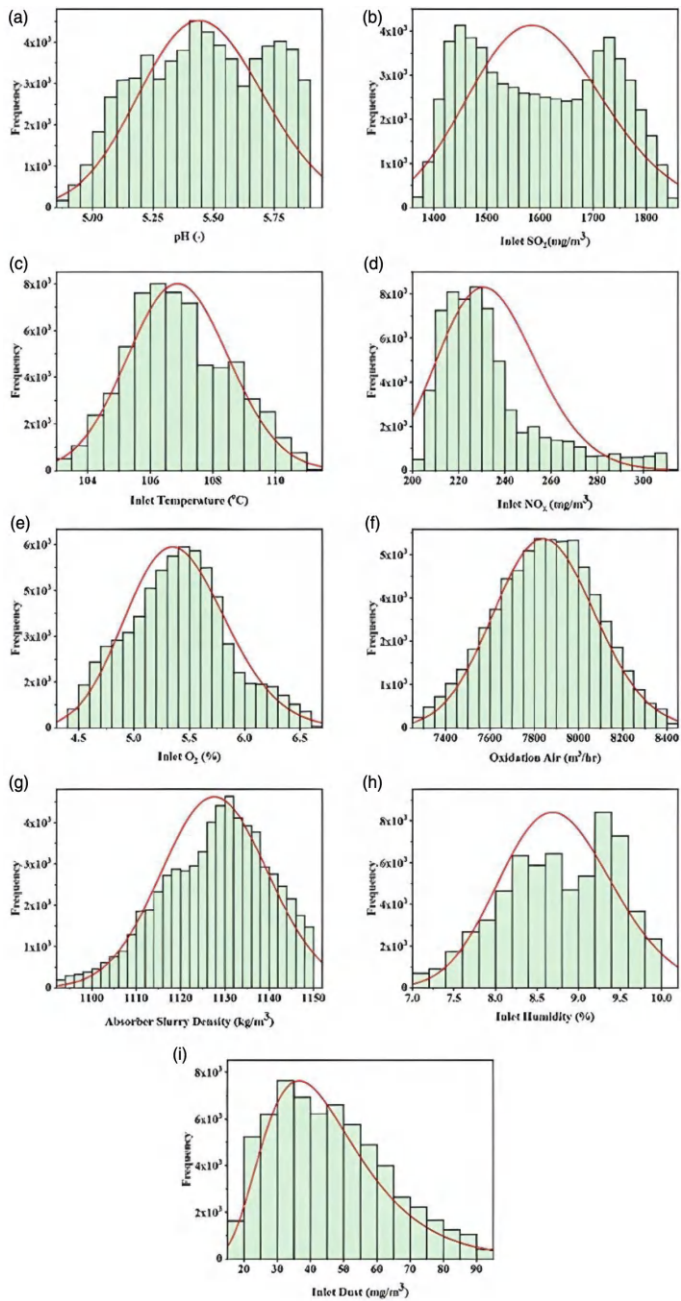 (a)
5x10³
4x10³
3x10³
2x10³
1x10³
0
Frequency
5.00 5.25 5.50 5.75
pH (-)
(b)
5x10³
4x10³
3x10³
2x10³
1x10³
0
Frequency
1400 1500 1600 1700 1800
Inlet SO₂(mg/m³)
(c)
8x10³
6x10³
4x10³
2x10³
0
Frequency
104 106 108 110
Inlet Temperature (°C)
(d)
8x10³
6x10³
4x10³
2x10³
0
Frequency
200 220 240 260 280 300
Inlet NOₓ (mg/m³)
(e)
6x10³
5x10³
3x10³
2x10³
0
Frequency
4.5 5.0 5.5 6.0 6.5
Inlet O₂ (%)
(f)
5x10³
4x10³
3x10³
1x10³
0
Frequency
7400 7600 7800 8000 8200 8400
Oxidation Air (m³/hr)
(g)
5x10³
4x10³
3x10³
2x10³
1x10³
0
Frequency
1100 1110 1120 1130 1140 1150
Absorber Slurry Density (kg/m³)
(h)
8x10³
6x10³
4x10³
2x10³
0
Frequency
7.0 7.5 8.0 8.5 9.0 9.5 10.0
Inlet Humidity (%)
(i)
8x10³
6x10³
4x10³
2x10³
0
Frequency
20 30 40 50 60 70 80 90
Inlet Dust (mg/m³)